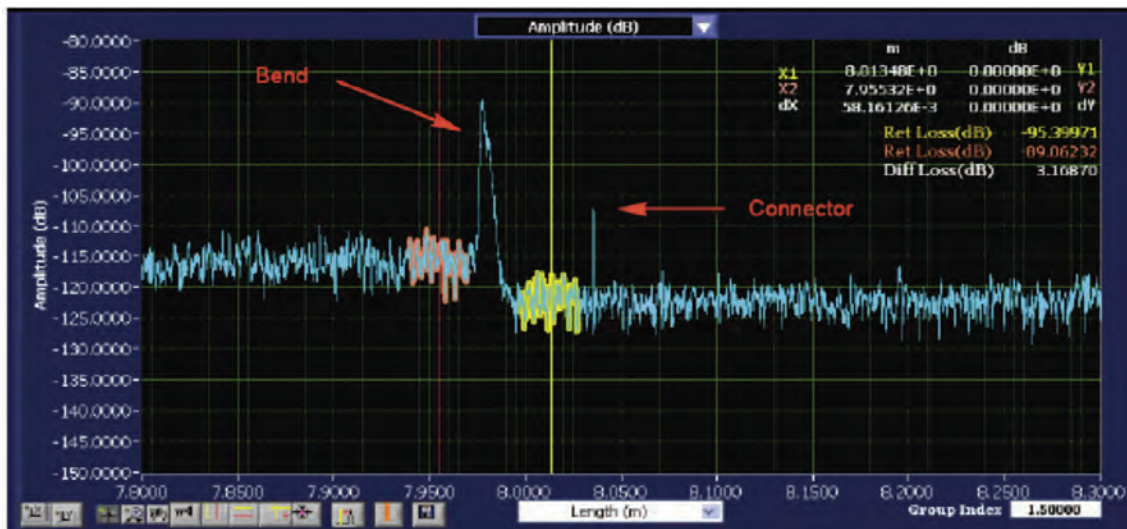 Amplitude (dB)
-80.0000
-85.0000
-90.0000
-95.0000
-100.0000
-105.0000
-110.0000
-115.0000
-120.0000
-125.0000
-130.0000
-135.0000
-140.0000
-145.0000
-150.0000
Amplitude (dB)
Bend
Connector
m dB
X1 8.01348E+0 0.00000E+0 Y1
X2 7.95532E+0 0.00000E+0 Y2
dX 58.16126E-3 0.00000E+0 dY
Ret Loss(dB) -95.39971
Ret Loss(dB) -89.06232
Diff Loss(dB) 3.16870
7.8000 7.8500 7.9000 7.9500 8.0000 8.0500 8.1000 8.1500 8.2000 8.2500 8.3000
Length (m)
Group Index 1.50000